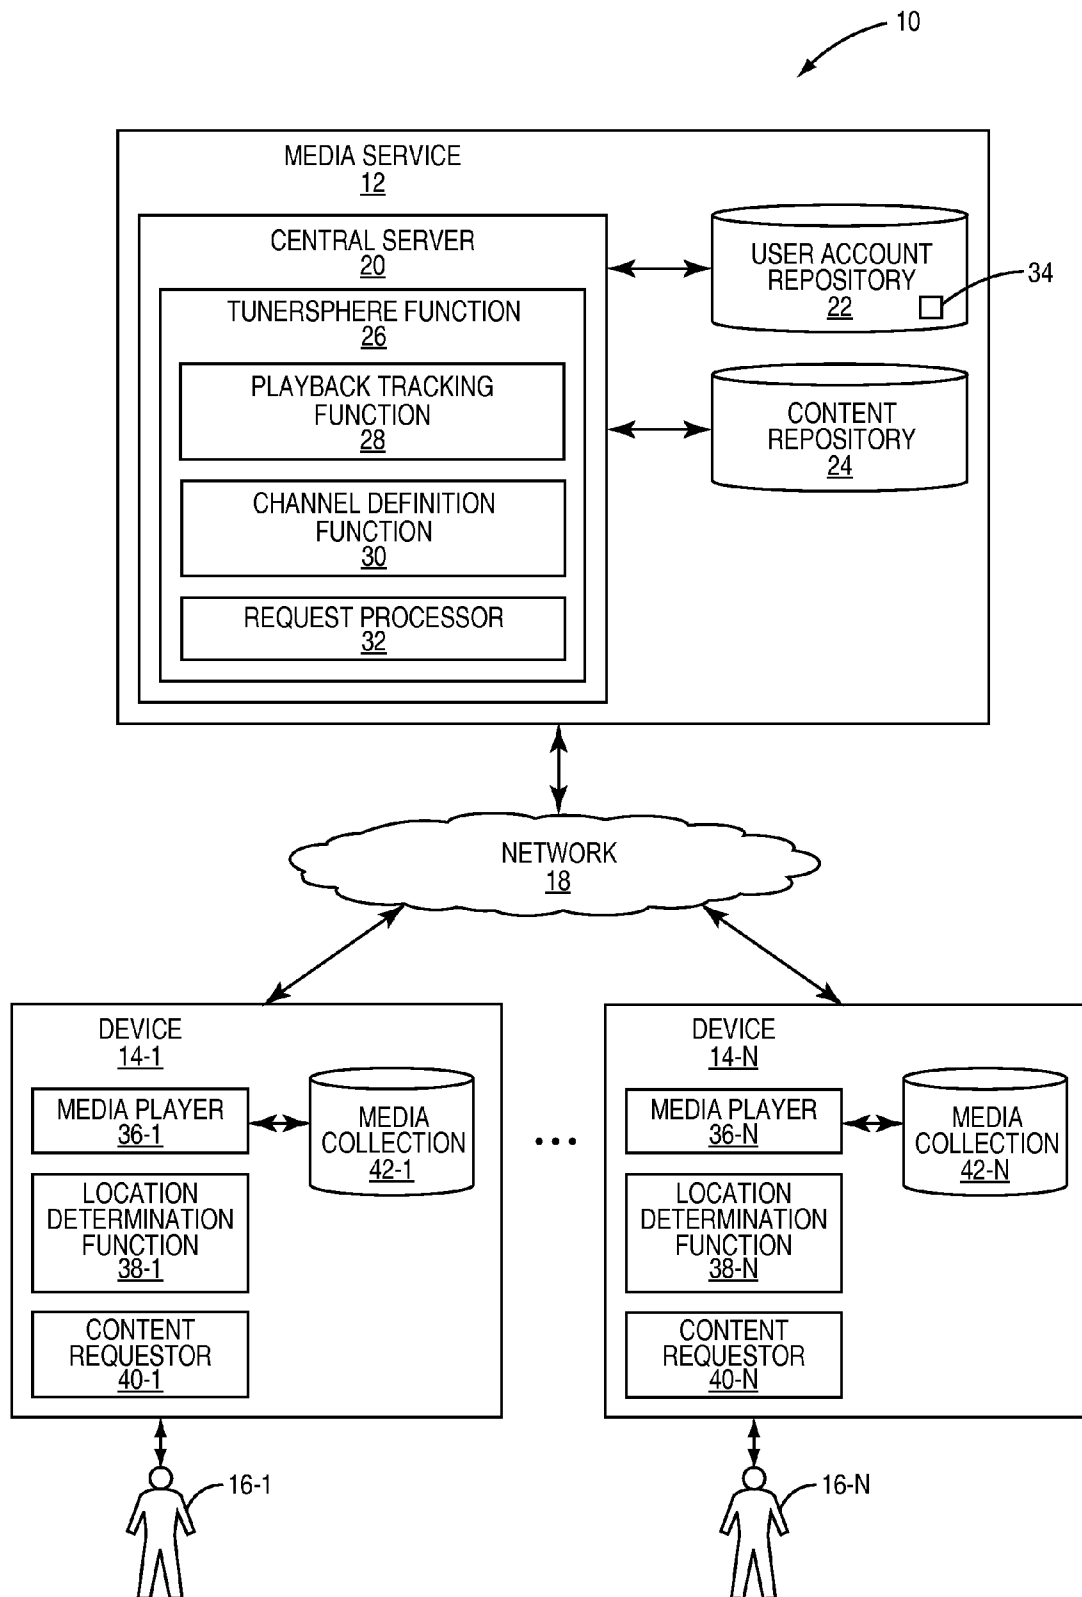 10
MEDIA SERVICE
12
CENTRAL SERVER
20
TUNERSPHERE FUNCTION
26
PLAYBACK TRACKING
FUNCTION
28
CHANNEL DEFINITION
FUNCTION
30
REQUEST PROCESSOR
32
USER ACCOUNT
REPOSITORY
22
34
CONTENT
REPOSITORY
24
NETWORK
18
DEVICE
14-1
MEDIA PLAYER
36-1
MEDIA
COLLECTION
42-1
LOCATION
DETERMINATION
FUNCTION
38-1
CONTENT
REQUESTOR
40-1
16-1
...
DEVICE
14-N
MEDIA PLAYER
36-N
MEDIA
COLLECTION
42-N
LOCATION
DETERMINATION
FUNCTION
38-N
CONTENT
REQUESTOR
40-N
16-N